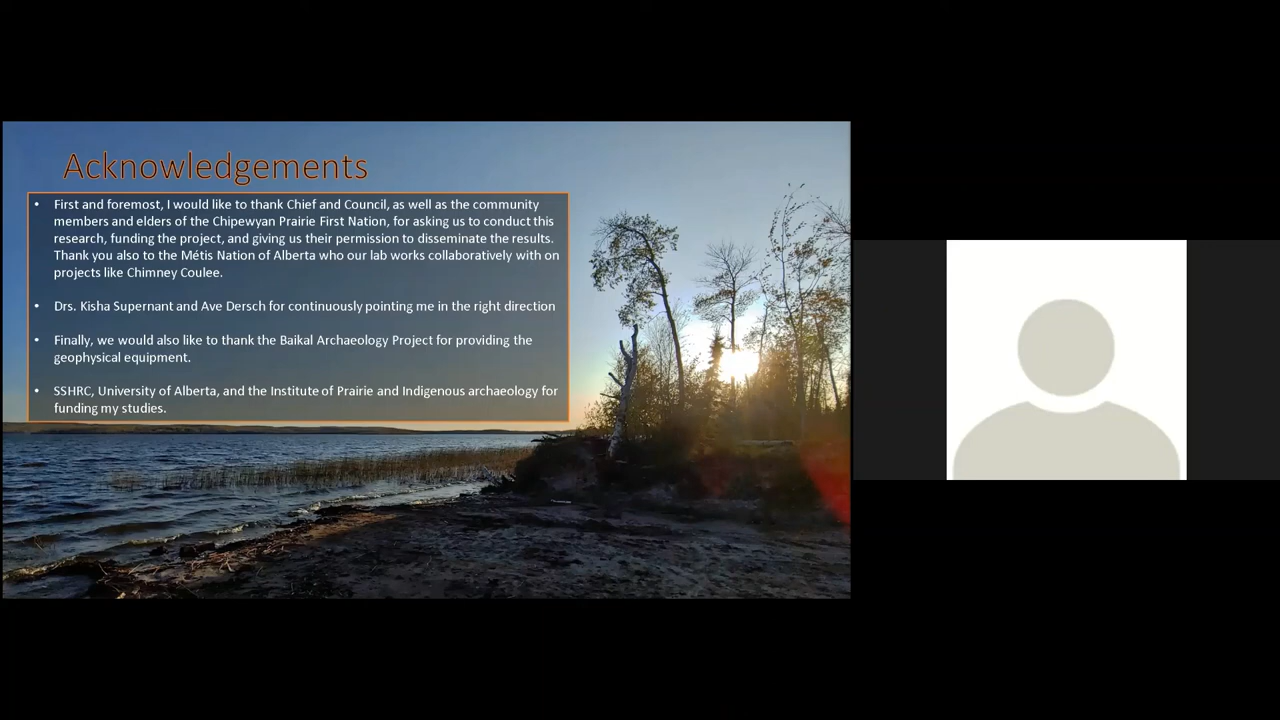 Acknowledgements
• First and foremost, I would like to thank Chief and Council, as well as the community
members and elders of the Chipewyan Prairie First Nation, for asking us to conduct this
research, funding the project, and giving us their permission to disseminate the results.
Thank you also to the Métis Nation of Alberta who our lab works collaboratively with on
projects like Chimney Coulee.
• Drs. Kisha Supernant and Ave Dersch for continuously pointing me in the right direction
• Finally, we would also like to thank the Baikal Archaeology Project for providing the
geophysical equipment.
• SSHRC, University of Alberta, and the Institute of Prairie and Indigenous archaeology for
funding my studies.